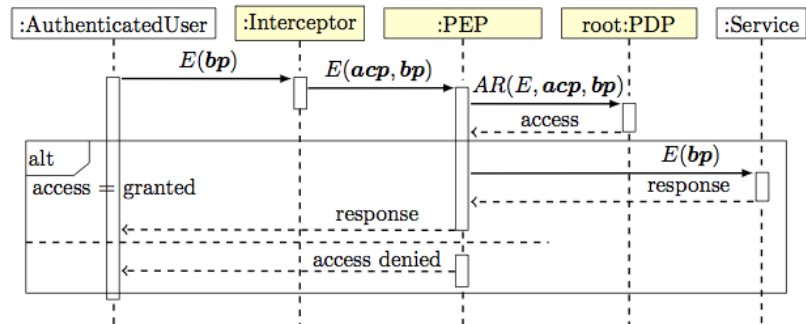 :AuthenticatedUser
:Interceptor
:PEP
root:PDP
:Service
E(bp)
E(acp, bp)
AR(E, acp, bp)
access
alt
E(bp)
access = granted
response
response
access denied